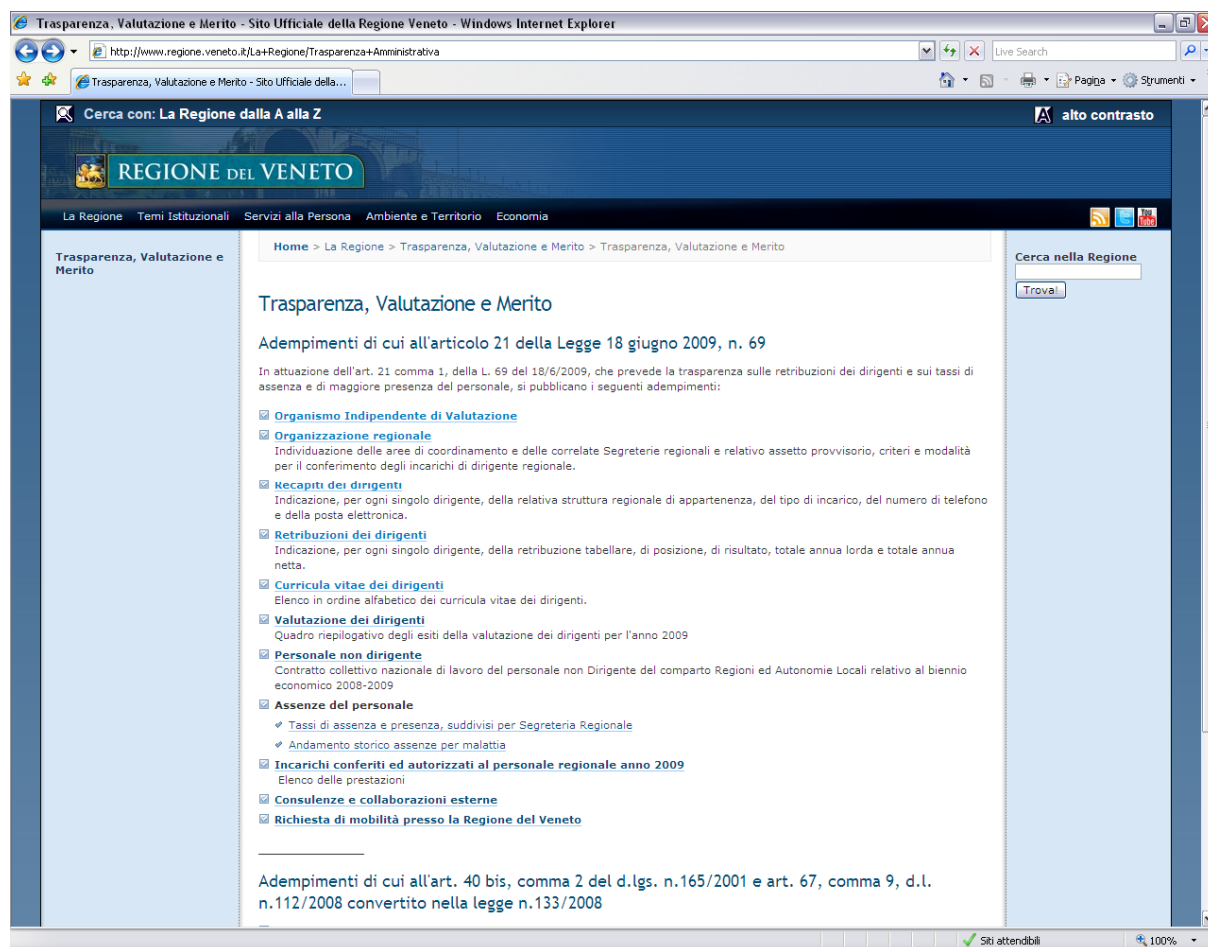 Trasparenza, Valutazione e Merito - Sito Ufficiale della Regione Veneto - Windows Internet Explorer
http://www.regione.veneto.it/La+Regione/Trasparenza+Amministrativa
Live Search
Trasparenza, Valutazione e Merito - Sito Ufficiale della...
Pagina
Strumenti
Cerca con: La Regione dalla A alla Z
alto contrasto
REGIONE DEL VENETO
La Regione Temi Istituzionali Servizi alla Persona Ambiente e Territorio Economia
You Tube
Trasparenza, Valutazione e
Merito
Home > La Regione > Trasparenza, Valutazione e Merito > Trasparenza, Valutazione e Merito
Cerca nella Regione
Trova!
Trasparenza, Valutazione e Merito
Adempimenti di cui all'articolo 21 della Legge 18 giugno 2009, n. 69
In attuazione dell'art. 21 comma 1, della L. 69 del 18/6/2009, che prevede la trasparenza sulle retribuzioni dei dirigenti e sui tassi di
assenza e di maggiore presenza del personale, si pubblicano i seguenti adempimenti:
Organismo Indipendente di Valutazione
Organizzazione regionale
Individuazione delle aree di coordinamento e delle correlate Segreterie regionali e relativo assetto provvisorio, criteri e modalità
per il conferimento degli incarichi di dirigente regionale.
Recapiti dei dirigenti
Indicazione, per ogni singolo dirigente, della relativa struttura regionale di appartenenza, del tipo di incarico, del numero di telefono
e della posta elettronica.
Retribuzioni dei dirigenti
Indicazione, per ogni singolo dirigente, della retribuzione tabellare, di posizione, di risultato, totale annua lorda e totale annua
netta.
Curricula vitae dei dirigenti
Elenco in ordine alfabetico dei curricula vitae dei dirigenti.
Valutazione dei dirigenti
Quadro riepilogativo degli esiti della valutazione dei dirigenti per l'anno 2009
Personale non dirigente
Contratto collettivo nazionale di lavoro del personale non Dirigente del comparto Regioni ed Autonomie Locali relativo al biennio
economico 2008-2009
Assenze del personale
Tassi di assenza e presenza, suddivisi per Segreteria Regionale
Andamento storico assenze per malattia
Incarichi conferiti ed autorizzati al personale regionale anno 2009
Elenco delle prestazioni
Consulenze e collaborazioni esterne
Richiesta di mobilità presso la Regione del Veneto
Adempimenti di cui all'art. 40 bis, comma 2 del d.lgs. n.165/2001 e art. 67, comma 9, d.l.
n.112/2008 convertito nella legge n.133/2008
Siti attendibili
100%